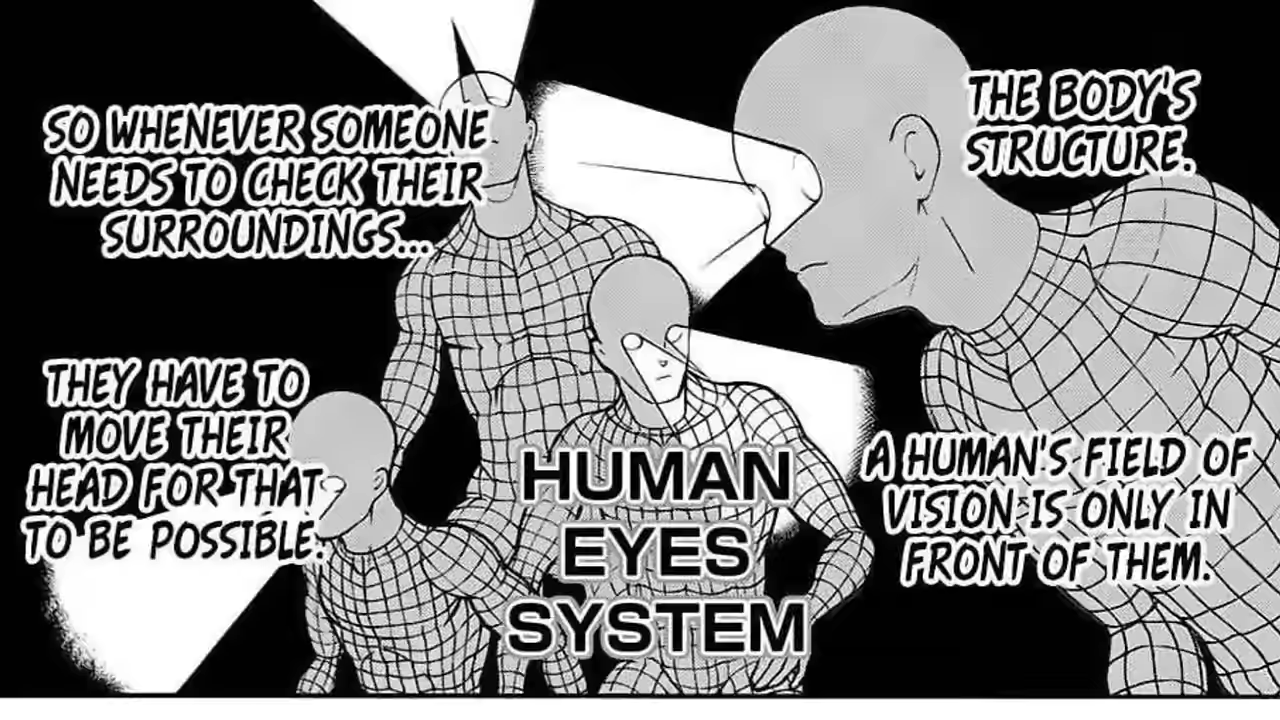 THE BODY'S
STRUCTURE.
A HUMAN'S FIELD OF
VISION IS ONLY IN
FRONT OF THEM.
HUMAN
EYES
SYSTEM
SO WHENEVER SOMEONE
NEEDS TO CHECK THEIR
SURROUNDINGS...
THEY HAVE TO
MOVE THEIR
HEAD FOR THAT
TO BE POSSIBLE.